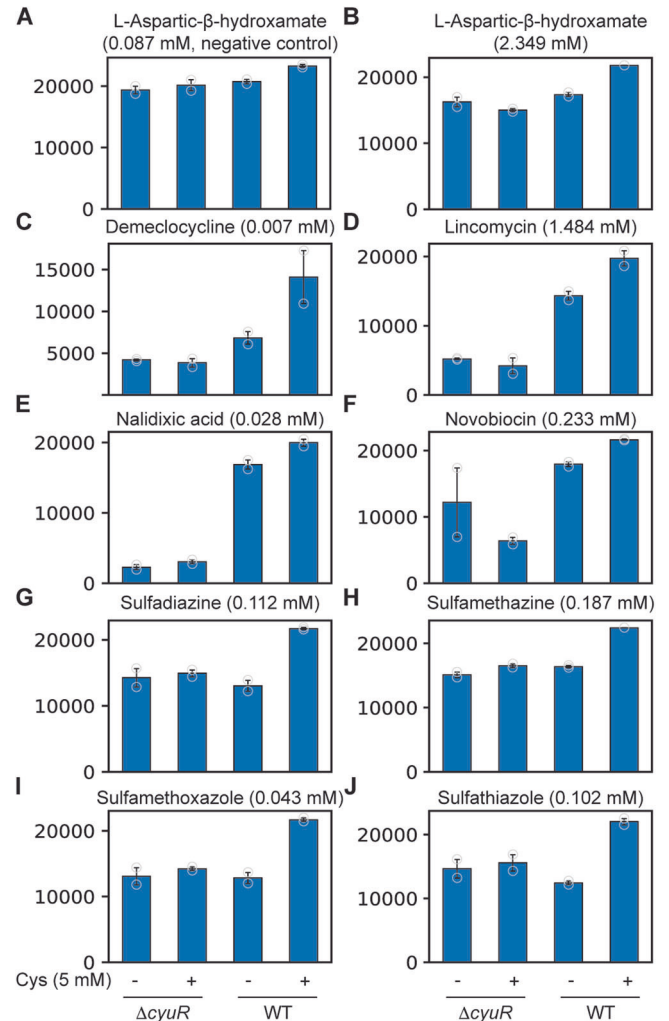 A
L-Aspartic-β-hydroxamate
(0.087 mM, negative control)
20000
10000
0
B
L-Aspartic-β-hydroxamate
(2.349 mM)
20000
10000
0
C
Demeclocycline (0.007 mM)
15000
10000
5000
D
Lincomycin (1.484 mM)
20000
10000
0
E
Nalidixic acid (0.028 mM)
20000
10000
0
F
Novobiocin (0.233 mM)
20000
10000
0
G
Sulfadiazine (0.112 mM)
20000
10000
0
H
Sulfamethazine (0.187 mM)
20000
10000
0
I
Sulfamethoxazole (0.043 mM)
20000
10000
0
J
Sulfathiazole (0.102 mM)
20000
10000
0
Cys (5 mM) - + - + - + - +
ΔcyuR WT ΔcyuR WT